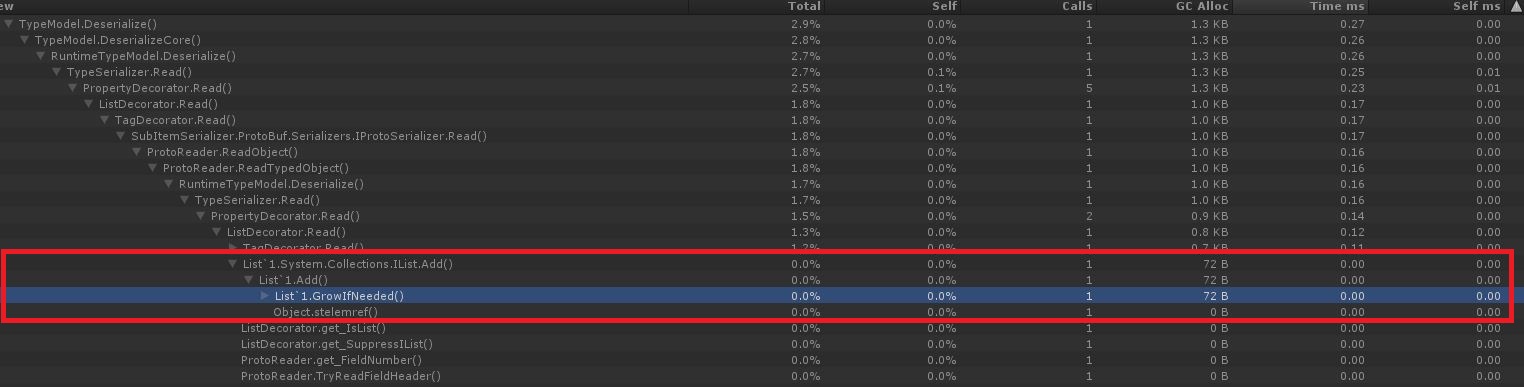 ew Total Self Calls GC Alloc Time ms Self ms
TypeModel.Deserialize() 2.9% 0.0% 1 1.3 KB 0.27 0.00
TypeModel.DeserializeCore() 2.8% 0.0% 1 1.3 KB 0.26 0.00
RuntimeTypeModel.Deserialize() 2.7% 0.0% 1 1.3 KB 0.26 0.00
TypeSerializer.Read() 2.7% 0.1% 1 1.3 KB 0.25 0.01
PropertyDecorator.Read() 2.5% 0.1% 5 1.3 KB 0.23 0.01
ListDecorator.Read() 1.8% 0.0% 1 1.0 KB 0.17 0.00
TagDecorator.Read() 1.8% 0.0% 1 1.0 KB 0.17 0.00
SubItemSerializer.ProtoBuf.Serializers.IProtoSerializer.Read() 1.8% 0.0% 1 1.0 KB 0.17 0.00
ProtoReader.ReadObject() 1.8% 0.0% 1 1.0 KB 0.16 0.00
ProtoReader.ReadTypedObject() 1.8% 0.0% 1 1.0 KB 0.16 0.00
RuntimeTypeModel.Deserialize() 1.7% 0.0% 1 1.0 KB 0.16 0.00
TypeSerializer.Read() 1.7% 0.0% 1 1.0 KB 0.16 0.00
PropertyDecorator.Read() 1.5% 0.0% 2 0.9 KB 0.14 0.00
ListDecorator.Read() 1.3% 0.0% 1 0.8 KB 0.12 0.00
TagDecorator.Read() 1.2% 0.0% 1 0.7 KB 0.11 0.00
List`1.System.Collections.IList.Add() 0.0% 0.0% 1 72 B 0.00 0.00
List`1.Add() 0.0% 0.0% 1 72 B 0.00 0.00
List`1.GrowIfNeeded() 0.0% 0.0% 1 72 B 0.00 0.00
Object.stelemref() 0.0% 0.0% 1 0 B 0.00 0.00
ListDecorator.get_IsList() 0.0% 0.0% 1 0 B 0.00 0.00
ListDecorator.get_SuppressIList() 0.0% 0.0% 1 0 B 0.00 0.00
ProtoReader.get_FieldNumber() 0.0% 0.0% 1 0 B 0.00 0.00
ProtoReader.TryReadFieldHeader() 0.0% 0.0% 1 0 B 0.00 0.00